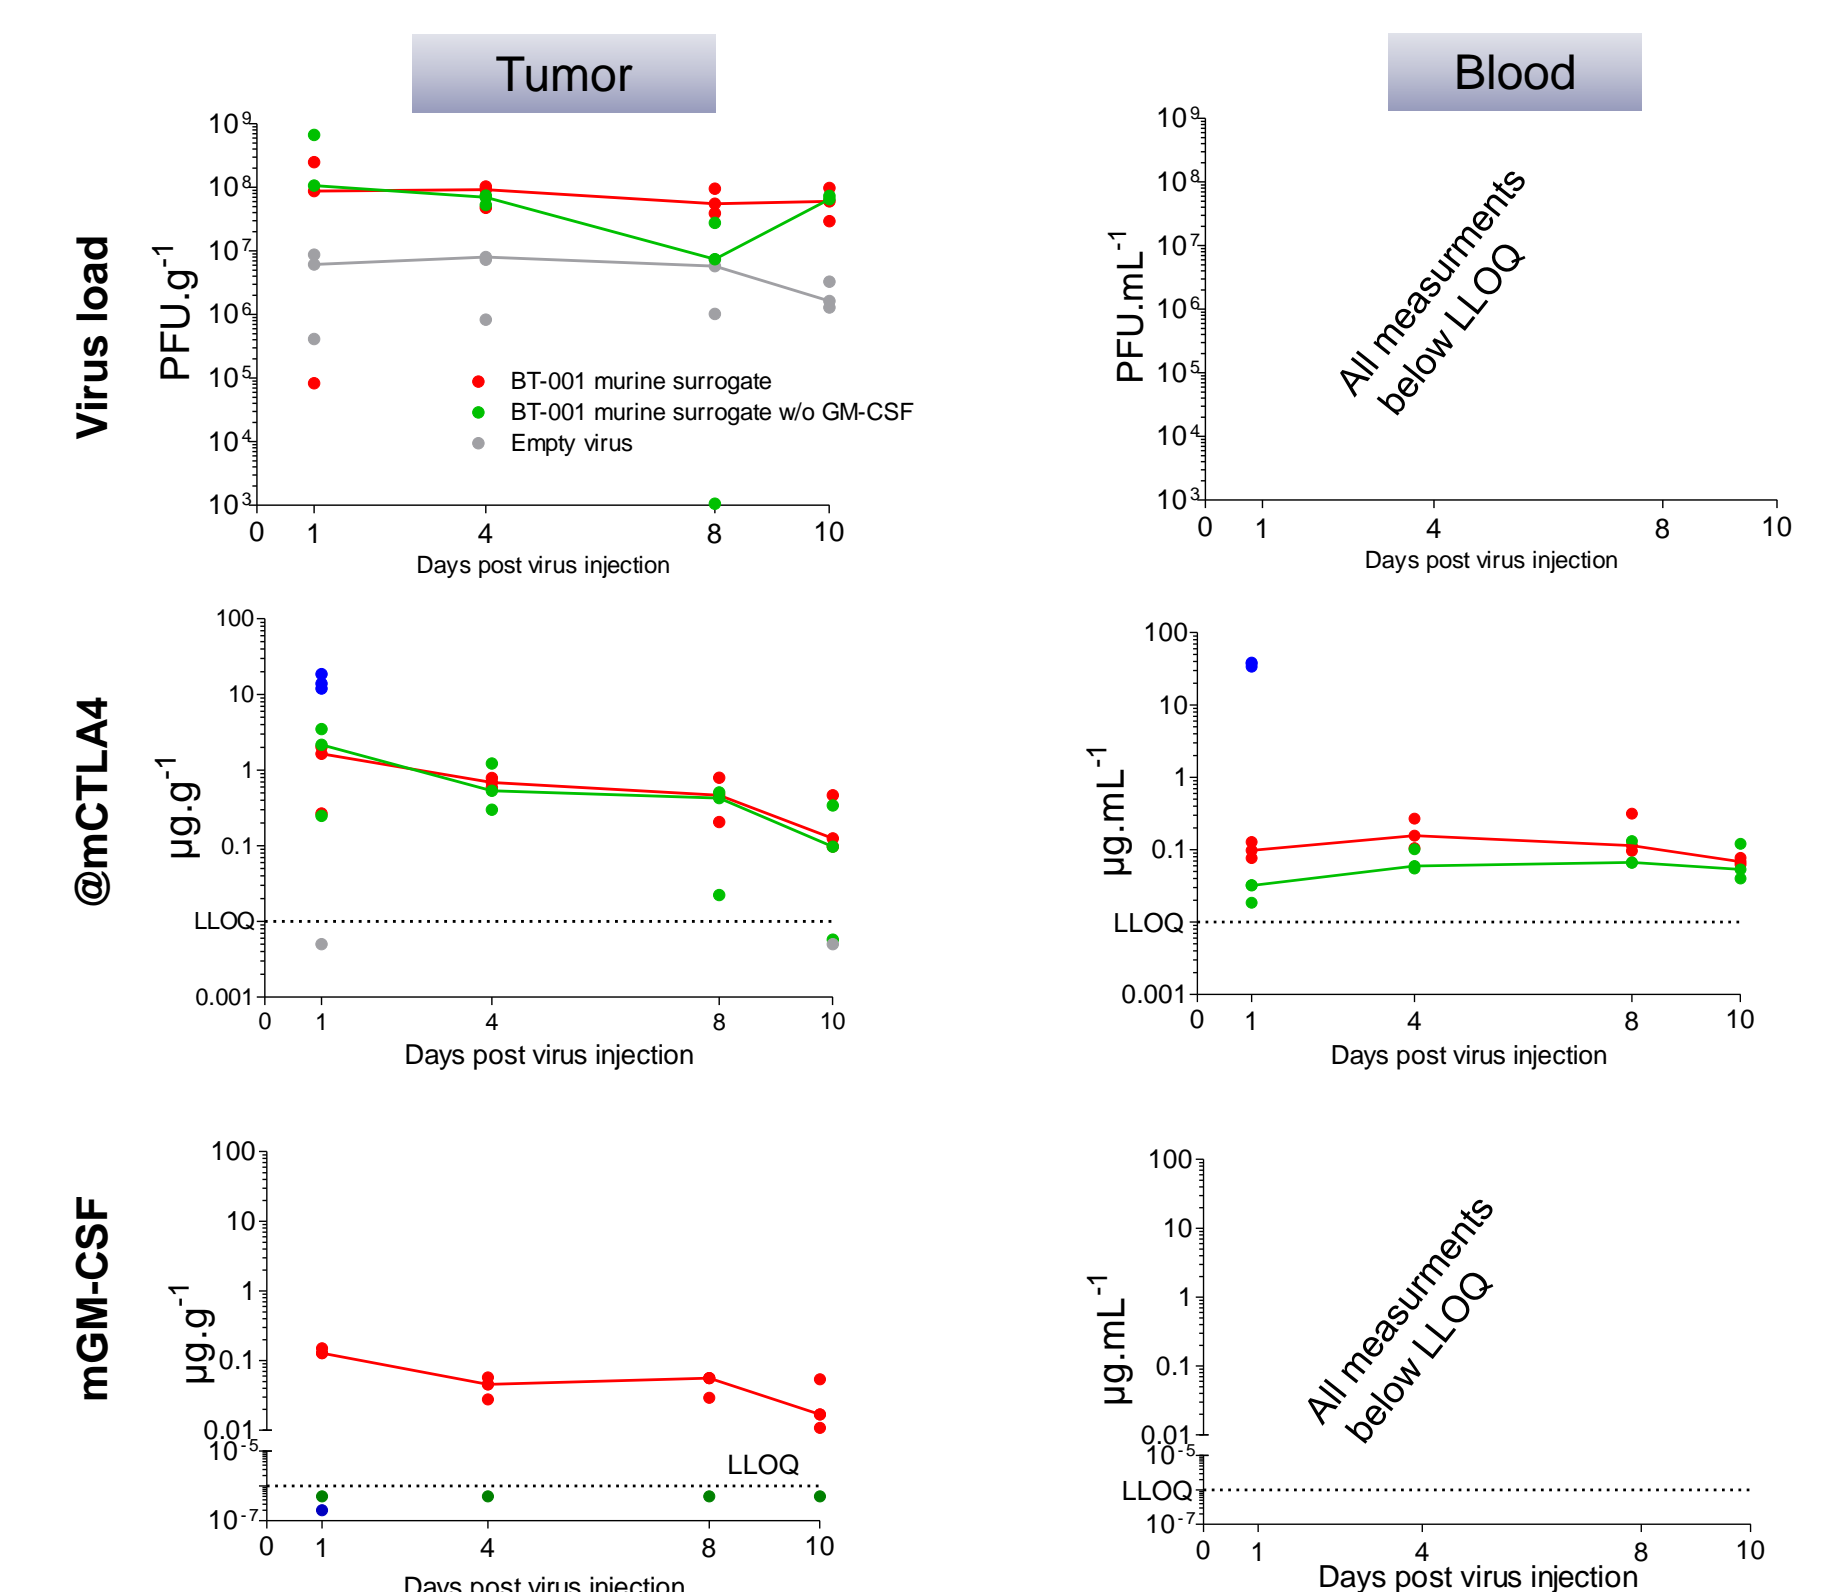 Tumor
Blood
Virus load
PFU.g⁻¹
10⁹
10⁸
10⁷
10⁶
10⁵
10⁴
10³
0 1 4 8 10
Days post virus injection
BT-001 murine surrogate
BT-001 murine surrogate w/o GM-CSF
Empty virus
PFU.mL⁻¹
10⁹
10⁸
10⁷
10⁶
10⁵
10⁴
10³
0 1 4 8 10
Days post virus injection
All measurments
below LLOQ
@mCTLA4
µg.g⁻¹
100
10
1
0.1
LLOQ
0.001
0 1 4 8 10
Days post virus injection
µg.mL⁻¹
100
10
1
0.1
LLOQ
0.001
0 1 4 8 10
Days post virus injection
mGM-CSF
µg.g⁻¹
100
10
1
0.1
0.01
10⁻⁵
LLOQ
10⁻⁷
0 1 4 8 10
Days post virus injection
µg.mL⁻¹
100
10
1
0.1
0.01
10⁻⁵
LLOQ
10⁻⁷
0 1 4 8 10
Days post virus injection
All measurments
below LLOQ